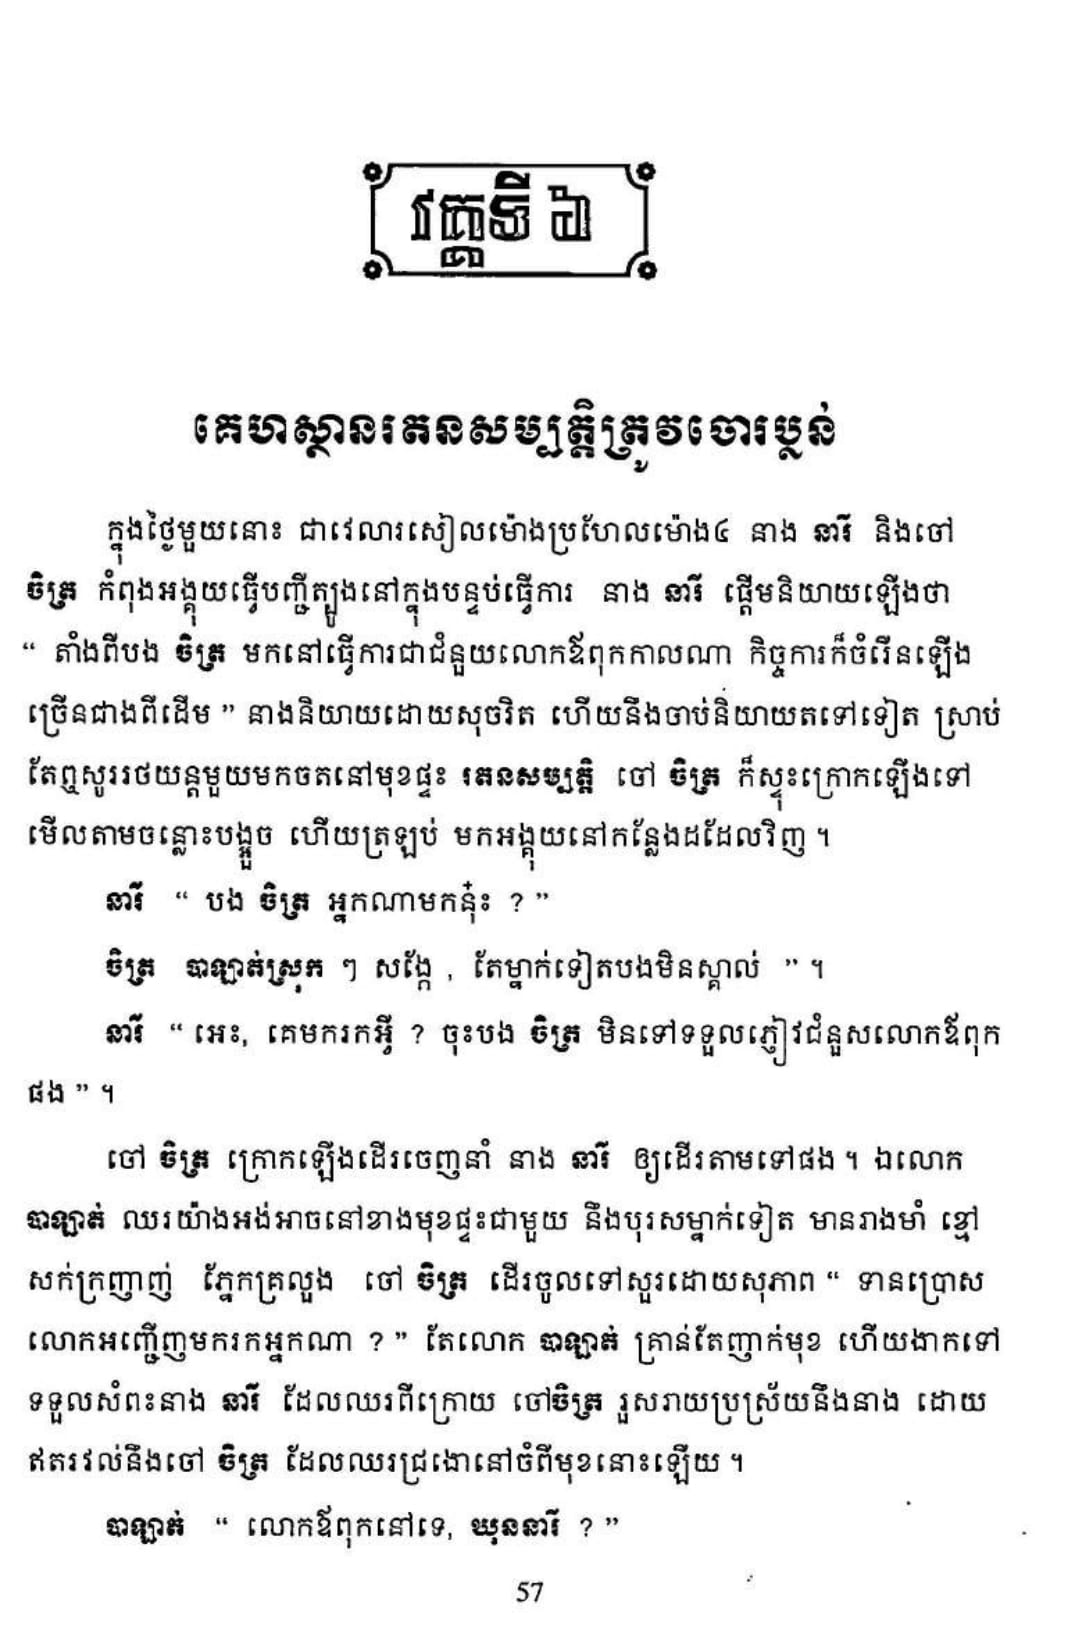 វគ្គទី ៦
គេហស្ថានរតនសម្បត្តិត្រូវចោរប្លន់
ក្នុងថ្ងៃមួយនោះ ជាវេលារសៀលម៉ោងប្រហែលម៉ោង៤ នាង នារី និងចៅ
ចិត្រ កំពុងអង្គុយធ្វើបញ្ជីត្បូងនៅក្នុងបន្ទប់ធ្វើការ នាង នារី ផ្តើមនិយាយឡើងថា
“ តាំងពីបង ចិត្រ មកនៅធ្វើការជាជំនួយលោកឪពុកកាលណា កិច្ចការក៏ចំរើនឡើង
ច្រើនជាងពីដើម ” នាងនិយាយដោយសុចរិត ហើយនឹងចាប់និយាយតទៅទៀត ស្រាប់
តែឮសូររថយន្តមួយមកចតនៅមុខផ្ទះ រតនសម្បត្តិ ចៅ ចិត្រ ក៏ស្ទុះក្រោកឡើងទៅ
មើលតាមចន្លោះបង្អួច ហើយត្រឡប់ មកអង្គុយនៅកន្លែងដដែលវិញ ។
នារី “ បង ចិត្រ អ្នកណាមកនុ៎ះ ? ”
ចិត្រ បាឡាត់ស្រុក ៗ សង្កែ , តែម្នាក់ទៀតបងមិនស្គាល់ ” ។
នារី “ អេះ, គេមករកអ្វី ? ចុះបង ចិត្រ មិនទៅទទួលភ្ញៀវជំនួសលោកឪពុក
ផង ” ។
ចៅ ចិត្រ ក្រោកឡើងដើរចេញនាំ នាង នារី ឲ្យដើរតាមទៅផង ។ ឯលោក
បាឡាត់ ឈរយ៉ាងអង់អាចនៅខាងមុខផ្ទះជាមួយ នឹងបុរសម្នាក់ទៀត មានរាងមាំ ខ្មៅ
សក់ក្រញាញ់ ភ្នែកគ្រលួង ចៅ ចិត្រ ដើរចូលទៅសួរដោយសុភាព “ ទានប្រោស
លោកអញ្ជើញមករកអ្នកណា ? ” តែលោក បាឡាត់ គ្រាន់តែញាក់មុខ ហើយងាកទៅ
ទទួលសំពះនាង នារី ដែលឈរពីក្រោយ ចៅចិត្រ រួសរាយប្រស្រ័យនឹងនាង ដោយ
ឥតរវល់នឹងចៅ ចិត្រ ដែលឈរជ្រងោនៅចំពីមុខនោះឡើយ ។
បាឡាត់ “ លោកឪពុកនៅទេ, ឃុននារី ? ”
57